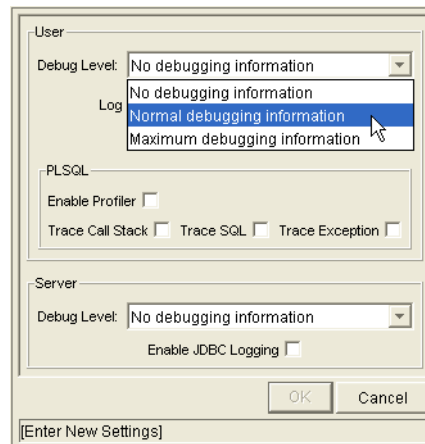 User
Debug Level: No debugging information
No debugging information
Log
Normal debugging information
Maximum debugging information
PLSQL
Enable Profiler
Trace Call Stack Trace SQL Trace Exception
Server
Debug Level: No debugging information
Enable JDBC Logging
OK Cancel
[Enter New Settings]